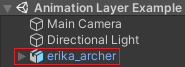 Animation Layer Example
Main Camera
Directional Light
erika_archer